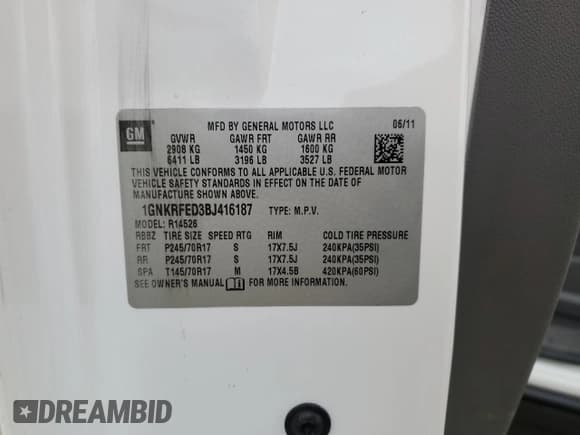 GM
MFD BY GENERAL MOTORS LLC 06/11
GVWR GAWR FRT GAWR RR
2908 KG 1450 KG 1600 KG
6411 LB 3196 LB 3527 LB
THIS VEHICLE CONFORMS TO ALL APPLICABLE U.S. FEDERAL MOTOR
VEHICLE SAFETY STANDARDS IN EFFECT ON THE DATE OF
MANUFACTURE SHOWN ABOVE.
1GNKRFED3BJ416187 TYPE: M.P.V.
MODEL: R14526
RBBZ TIRE SIZE SPEED RTG RIM COLD TIRE PRESSURE
FRT P245/70R17 S 17X7.5J 240KPA(35PSI)
RR P245/70R17 S 17X7.5J 240KPA(35PSI)
SPA T145/70R17 M 17X4.5B 420KPA(60PSI)
SEE OWNER'S MANUAL FOR MORE INFORMATION.
DREAMBID